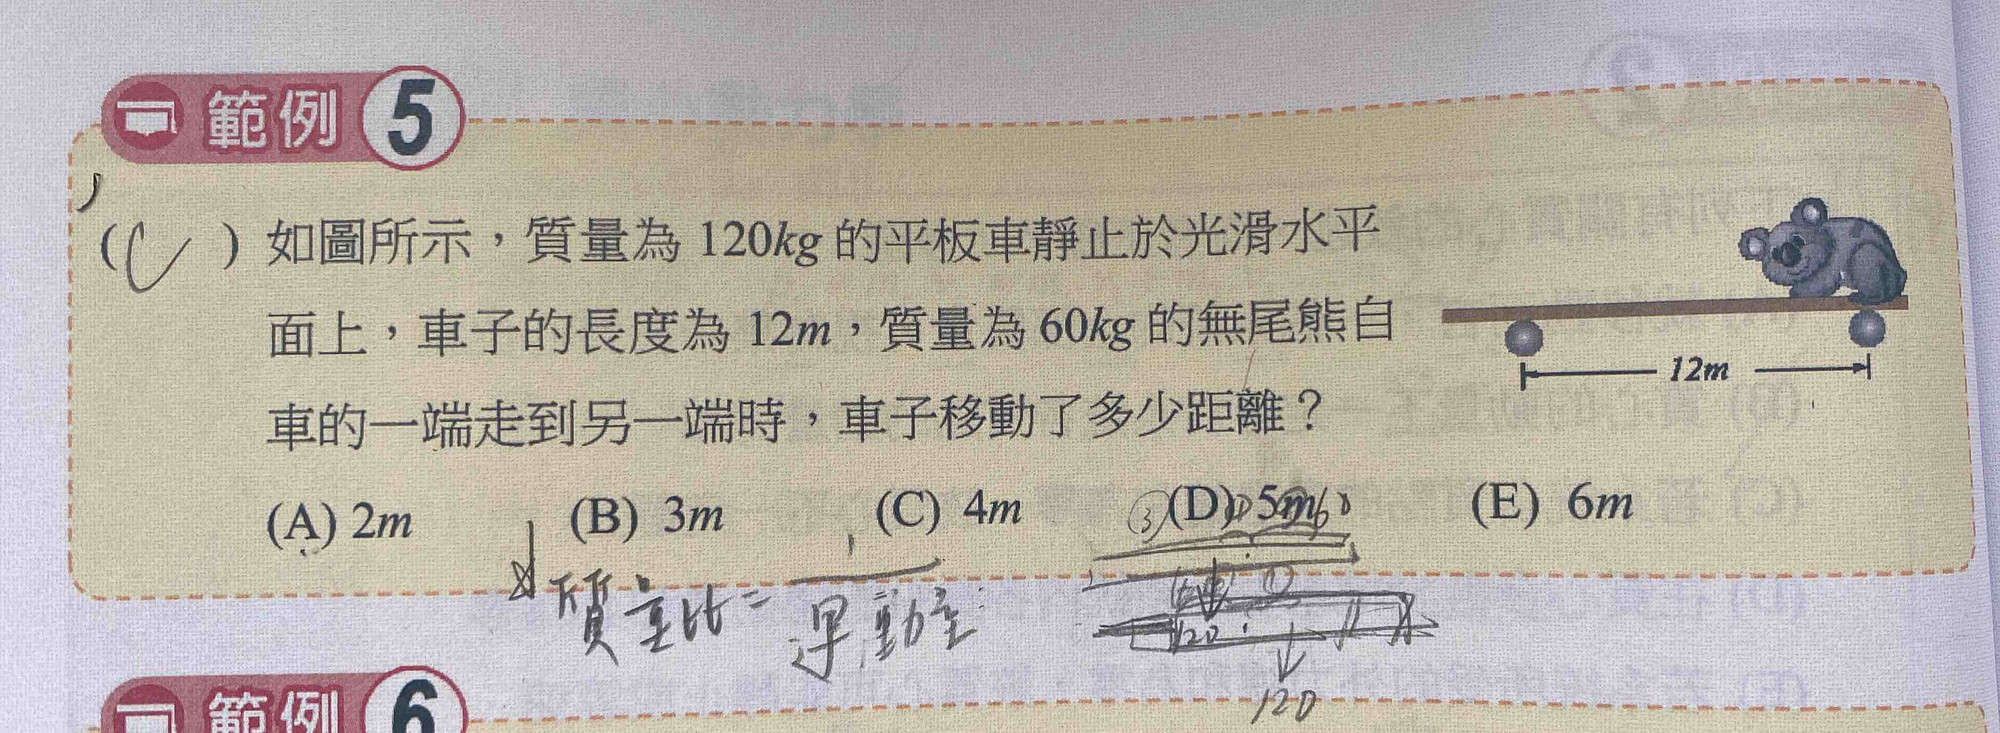 範例 5
(C) 如圖所示，質量為 120kg 的平板車靜止於光滑水平
面上，車子的長度為 12m，質量為 60kg 的無尾熊自
車的一端走到另一端時，車子移動了多少距離？
12m
(A) 2m (B) 3m (C) 4m (D) 5m (E) 6m
質量比= 1/運動量
120
120
範例 6